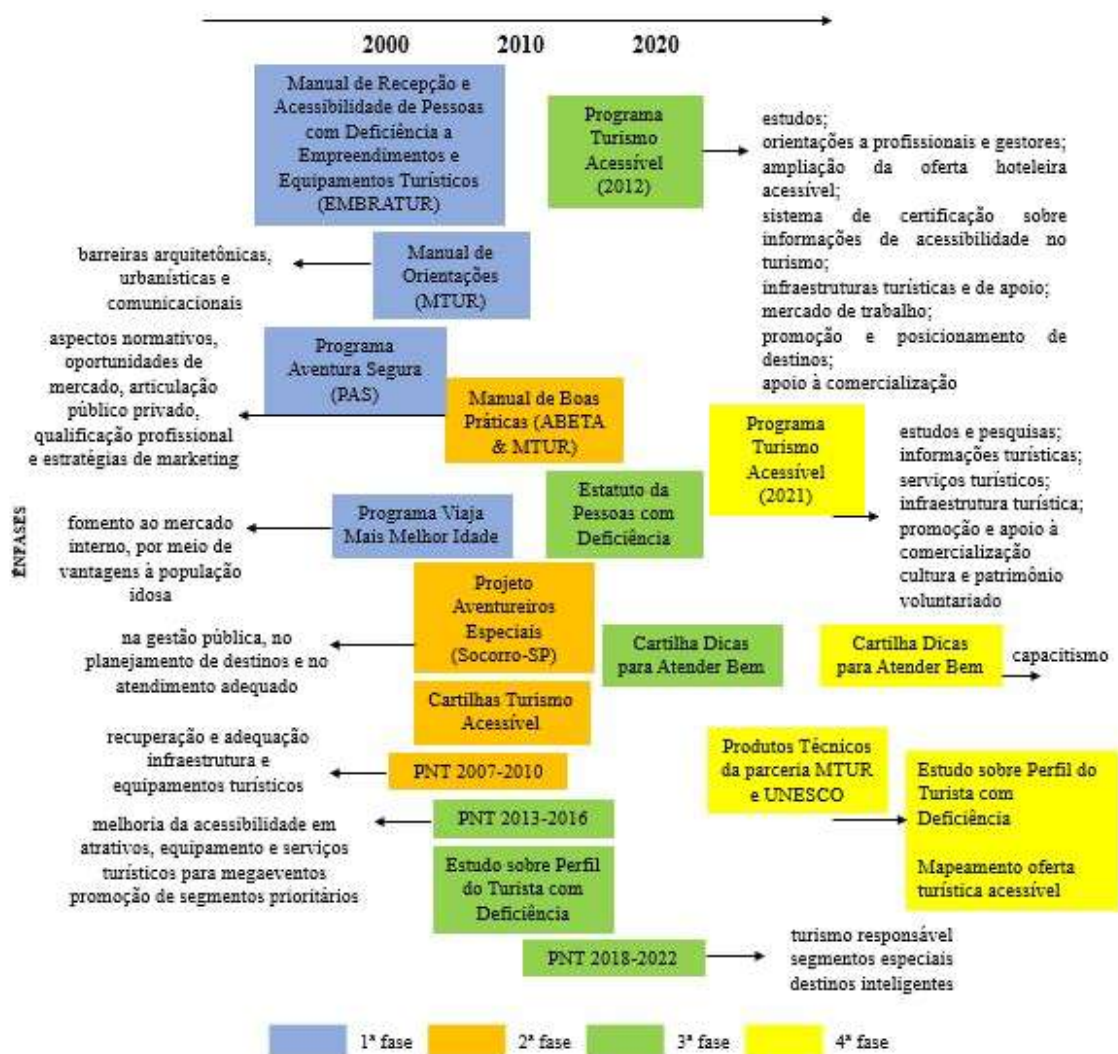 2000 2010 2020
Manual de Recepção e
Acessibilidade de Pessoas
com Deficiência a
Empreendimentos e
Equipamentos Turísticos
(EMBRATUR)
Programa
Turismo
Acessível
(2012)
estudos;
orientações a profissionais e gestores;
ampliação da oferta hoteleira
acessível;
sistema de certificação sobre
informações de acessibilidade no
turismo;
infraestruturas turísticas e de apoio;
mercado de trabalho;
promoção e posicionamento de
destinos;
apoio à comercialização
barreiras arquitetônicas,
urbanísticas e
comunicacionais
Manual de
Orientações
(MTUR)
aspectos normativos,
oportunidades de
mercado, articulação
público privado,
qualificação profissional
e estratégias de marketing
Programa
Aventura Segura
(PAS)
Manual de Boas
Práticas (ABETA
& MTUR)
Programa
Turismo
Acessível
(2021)
estudos e pesquisas;
informações turísticas;
serviços turísticos;
infraestrutura turística;
promoção e apoio à
comercialização
cultura e patrimônio
voluntariado
ÊNFASES
fomento ao mercado
interno, por meio de
vantagens à população
idosa
Programa Viaja
Mais Melhor Idade
Estatuto da
Pessoas com
Deficiência
na gestão pública, no
planejamento de destinos e no
atendimento adequado
Projeto
Aventureiros
Especiais
(Socorro-SP)
Cartilha Dicas
para Atender Bem
Cartilha Dicas
para Atender Bem
capacitismo
Cartilhas Turismo
Acessível
recuperação e adequação
infraestrutura e
equipamentos turísticos
PNT 2007-2010
Produtos Técnicos
da parceria MTUR
e UNESCO
Estudo sobre Perfil do
Turista com
Deficiência
Mapeamento oferta
turística acessível
melhoria da acessibilidade em
atrativos, equipamento e serviços
turísticos para megaeventos
promoção de segmentos prioritários
PNT 2013-2016
Estudo sobre Perfil
do Turista com
Deficiência
PNT 2018-2022
turismo responsável
segmentos especiais
destinos inteligentes
1ª fase 2ª fase 3ª fase 4ª fase